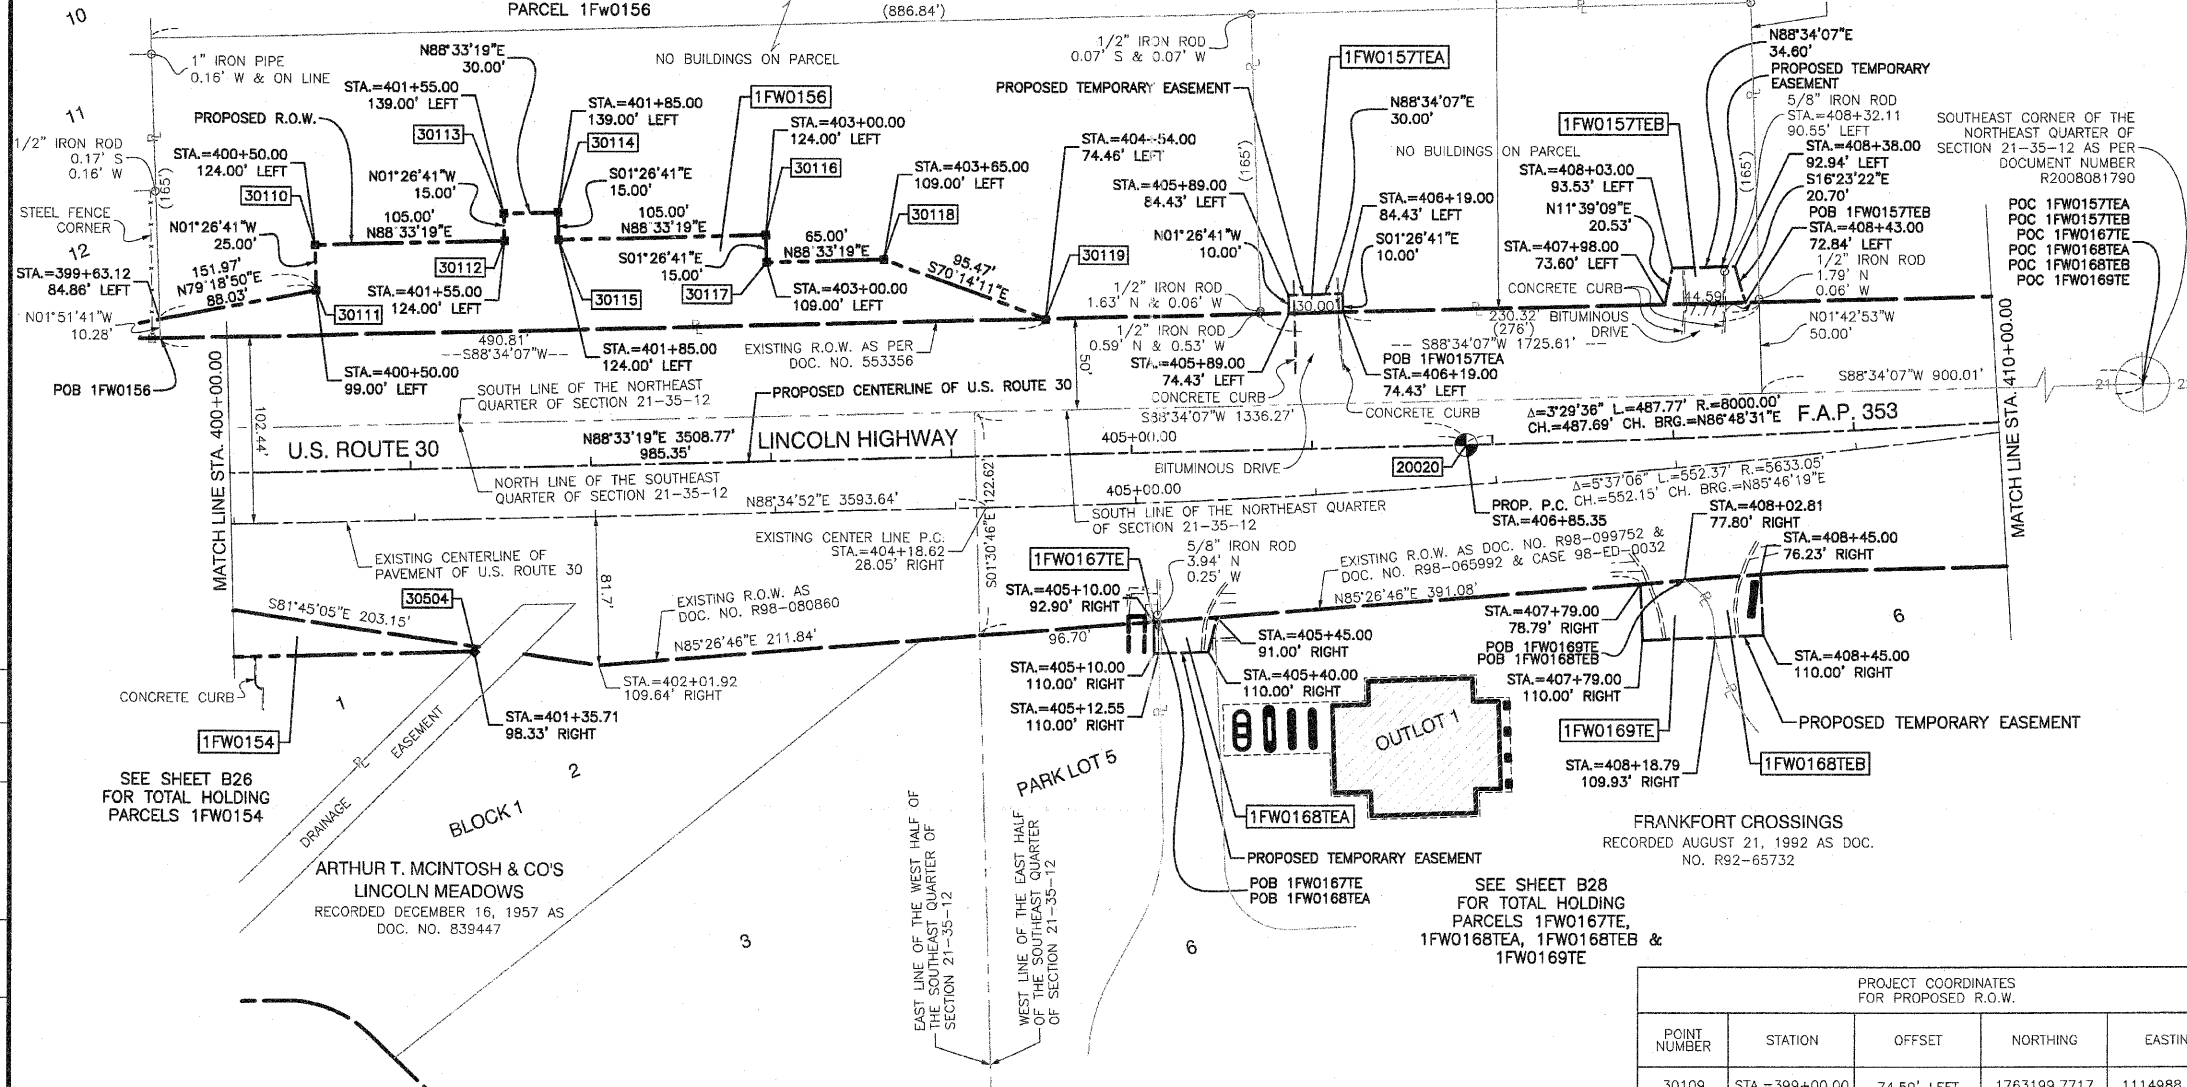 10
PARCEL 1Fw0156
(886.84')
1" IRON PIPE
0.16' W & ON LINE
N88°33'19"E
30.00'
NO BUILDINGS ON PARCEL
1/2" IRON ROD
0.07' S & 0.07' W
1FW0157TEA
N88°34'07"E
34.60'
PROPOSED TEMPORARY
EASEMENT
5/8" IRON ROD
STA.=408+32.11
90.55' LEFT
STA.=408+38.00
92.94' LEFT
S16°23'22"E
20.70'
POB 1FW0157TEB
STA.=408+43.00
72.84' LEFT
1/2" IRON ROD
1.79' N
0.06' W
N01°42'53"W
50.00'
11
1/2" IRON ROD
0.17' S
0.16' W
(165')
PROPOSED R.O.W.
STA.=401+55.00
139.00' LEFT
30113
STA.=401+85.00
139.00' LEFT
30114
1FW0156
STA.=403+00.00
124.00' LEFT
30116
PROPOSED TEMPORARY EASEMENT
N88°34'07"E
30.00'
(165')
1FW0157TEB
(165')
NO BUILDINGS ON PARCEL
SOUTHEAST CORNER OF THE
NORTHEAST QUARTER OF
SECTION 21-35-12 AS PER
DOCUMENT NUMBER
R2008081790
POC 1FW0157TEA
POC 1FW0157TEB
POC 1FW0167TE
POC 1FW0168TEA
POC 1FW0168TEB
POC 1FW0169TE
STA.=400+50.00
124.00' LEFT
30110
N01°26'41"W
15.00'
S01°26'41"E
15.00'
STA.=403+65.00
109.00' LEFT
30118
STA.=404+54.00
74.46' LEFT
STA.=405+89.00
84.43' LEFT
STA.=406+19.00
84.43' LEFT
STA.=408+03.00
93.53' LEFT
N11°39'09"E
20.53'
STA.=407+98.00
73.60' LEFT
STEEL FENCE
CORNER
12
STA.=399+63.12
84.86' LEFT
N01°51'41"W
10.28'
N01°26'41"W
25.00'
105.00'
N88°33'19"E
105.00'
N88°33'19"E
65.00'
N88°33'19"E
S01°26'41"E
15.00'
95.47'
S70°14'11"E
30119
N01°26'41"W
10.00'
S01°26'41"E
10.00'
151.97'
N79°18'50"E
88.03'
30112
30115
30117
30111
STA.=401+55.00
124.00' LEFT
STA.=403+00.00
109.00' LEFT
1/2" IRON ROD
1.63' N & 0.06' W
30.00'
CONCRETE CURB
BITUMINOUS
DRIVE
44.59'
230.32
(276')
1/2" IRON ROD
0.59' N & 0.53' W
STA.=405+89.00
74.43' LEFT
CONCRETE CURB
POB 1FW0157TEA
STA.=406+19.00
74.43' LEFT
CONCRETE CURB
POB 1FW0156
490.81'
--S88°34'07"W--
STA.=400+50.00
99.00' LEFT
STA.=401+85.00
124.00' LEFT
EXISTING R.O.W. AS PER
DOC. NO. 553356
50'
-- S88°34'07"W 1725.61' --
S88°34'07"W 900.01'
21
MATCH LINE STA. 400+00.00
MATCH LINE STA. 410+00.00
102.44'
SOUTH LINE OF THE NORTHEAST
QUARTER OF SECTION 21-35-12
PROPOSED CENTERLINE OF U.S. ROUTE 30
S88°34'07"W 1336.27'
U.S. ROUTE 30
N88°33'19"E 3508.77'
985.35'
LINCOLN HIGHWAY
405+00.00
Δ=3°29'36" L.=487.77' R.=8000.00'
CH.=487.69' CH. BRG.=N86°48'31"E
F.A.P. 353
BITUMINOUS DRIVE
20020
NORTH LINE OF THE SOUTHEAST
QUARTER OF SECTION 21-35-12
N88°34'52"E 3593.64'
122.62'
S01°30'46"E
405+00.00
SOUTH LINE OF THE NORTHEAST QUARTER
OF SECTION 21-35-12
Δ=5°37'06" L.=552.37' R.=5633.05'
CH.=552.15' CH. BRG.=N85°46'19"E
PROP. P.C.
STA.=406+85.35
STA.=408+02.81
77.80' RIGHT
STA.=408+45.00
76.23' RIGHT
EXISTING CENTERLINE OF
PAVEMENT OF U.S. ROUTE 30
EXISTING CENTER LINE P.C.
STA.=404+18.62
28.05' RIGHT
1FW0167TE
5/8" IRON ROD
3.94' N
0.25' W
EXISTING R.O.W. AS DOC. NO. R98-099752 &
DOC. NO. R98-065992 & CASE 98-ED-0032
S81°45'05"E 203.15'
30504
81.7'
EXISTING R.O.W. AS
DOC. NO. R98-080860
N85°26'46"E 211.84'
STA.=405+10.00
92.90' RIGHT
96.70'
N85°26'46"E 391.08'
STA.=407+79.00
78.79' RIGHT
POB 1FW0169TE
POB 1FW0168TEB
STA.=407+79.00
110.00' RIGHT
6
STA.=405+45.00
91.00' RIGHT
STA.=408+45.00
110.00' RIGHT
CONCRETE CURB
1
STA.=402+01.92
109.64' RIGHT
STA.=405+10.00
110.00' RIGHT
STA.=405+40.00
110.00' RIGHT
STA.=405+12.55
110.00' RIGHT
1FW0154
STA.=401+35.71
98.33' RIGHT
OUTLOT 1
1FW0169TE
PROPOSED TEMPORARY EASEMENT
SEE SHEET B26
FOR TOTAL HOLDING
PARCELS 1FW0154
DRAINAGE
EASEMENT
2
BLOCK 1
PARK LOT 5
STA.=408+18.79
109.93' RIGHT
1FW0168TEB
1FW0168TEA
FRANKFORT CROSSINGS
RECORDED AUGUST 21, 1992 AS DOC.
NO. R92-65732
ARTHUR T. MCINTOSH & CO'S
LINCOLN MEADOWS
RECORDED DECEMBER 16, 1957 AS
DOC. NO. 839447
PROPOSED TEMPORARY EASEMENT
POB 1FW0167TE
POB 1FW0168TEA
SEE SHEET B28
FOR TOTAL HOLDING
PARCELS 1FW0167TE,
1FW0168TEA, 1FW0168TEB &
1FW0169TE
3
6
EAST LINE OF THE WEST HALF OF
THE SOUTHEAST QUARTER OF
SECTION 21-35-12
WEST LINE OF THE EAST HALF
OF THE SOUTHEAST QUARTER
OF SECTION 21-35-12
PROJECT COORDINATES
FOR PROPOSED R.O.W.
POINT
NUMBER
STATION
OFFSET
NORTHING
30109
STA.=399+00.00
74.50' LEFT
1763199.7717
1114988